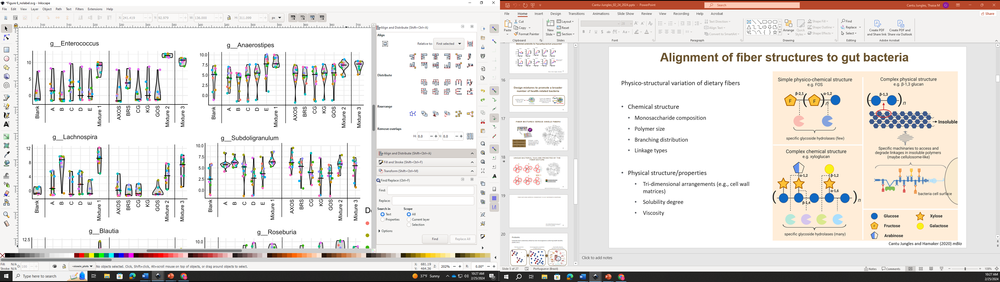 *Figure 6_nolabel.svg - Inkscape
File Edit View Layer Object Path Text Filters Extensions Help
X: 241.419 Y: 92.979 W: 136.000 H: 311.099 px
g__Enterococcus
10
5
0
Blank A B C D E Mixture 1 AXOS BRS CG KG GOS Mixture 2 Mixture 3
g__Anaerostipes
10.0
7.5
5.0
2.5
0.0
Blank A B C D E Mixture 1 AXOS BRS CG KG GOS Mixture 2 Mixture 3
g__Lachnospira
12
8
4
0
Blank A B C D E Mixture 1 AXOS BRS CG KG GOS Mixture 2 Mixture 3
g__Subdoligranulum
10.0
7.5
5.0
2.5
0.0
Blank A B C D E Mixture 1 AXOS BRS CG KG GOS Mixture 2 Mixture 3
g__Blautia
12.5
g__Roseburia
10.0
Align and Distribute (Shift+Ctrl+A)
Align
Relative to: First selected
Distribute
Rearrange
Remove overlaps
H: 0.0 V: 0.0
Align and Distribute (Shift+Ctrl+A)
Fill and Stroke (Shift+Ctrl+F)
Transform (Shift+Ctrl+M)
Find/Replace (Ctrl+F)
Find:
Replace:
Search in Scope
Text All
Properties Current layer
Selection
Options
Find Replace All
Fill: N/A
Stroke: N/A O: 100
viowin_plots No objects selected. Click, Shift+click, Alt+scroll mouse on top of objects, or drag around objects to select.
X: 681.19
Y: 464.36
Z: 202% R: 0.00°
Type here to search
37°F Sunny
10:27 AM
2/25/2024
Cantu-Jungles_02_24_2024.pptx - PowerPoint
Search
Cantu Jungles, Thaisa M CJ
File Home Insert Design Transitions Animations Slide Show Review View Recording Help Acrobat
Share
Paste
Cut
Copy
Format Painter
Clipboard
New Slide
Layout
Reset
Section
Slides
28
Font
Text Direction
Align Text
Convert to SmartArt
Paragraph
Arrange
Quick Styles
Shape Fill
Shape Outline
Shape Effects
Drawing
Find
Replace
Select
Editing
Create PDF and Share link
Create PDF and Share via Outlook
Adobe Acrobat
Matched prebiotic to Faecalibacterium prausnitzii
16
Design mixtures to promote a broader
number of health-related bacteria
17
FIBER MIXTURES VERSUS SINGLE FIBERS
18
UNIQUE BACTERIAL TAXA ARE PROMOTED BY THE
FIBER MIXTURE
MIX 1
19
20
Prebiotic
Alignment of fiber structures to gut bacteria
Physico-structural variation of dietary fibers
• Chemical structure
• Monosaccharide composition
• Polymer size
• Branching distribution
• Linkage types
• Physical structure/properties
• Tri-dimensional arrangements (e.g., cell wall
matrices)
• Solubility degree
• Viscosity
Simple physico-chemical structure
e.g. FOS
β-2,1
α-1,2
F
F
n
specific glycoside hydrolases (few)
Complex physical structure
e.g. β-1,3 glucan
β-1,3
n
Insoluble
Specific machinaries to access and
degrade linkages in insoluble polymers
(maybe cellulosome-like)
bacteria cell surface
Complex chemical structure
e.g. xyloglucan
α-1,2
β-1,2
α-1,6
β-1,4
n
specific glycoside hydrolases (many)
Glucose
Xylose
F Fructose
Galactose
Arabinose
Cantu Jungles and Hamaker (2020) mBio
Click to add notes
Slide 5 of 27 Portuguese (Brazil)
Notes Comments 108%
10:27 AM
2/25/2024